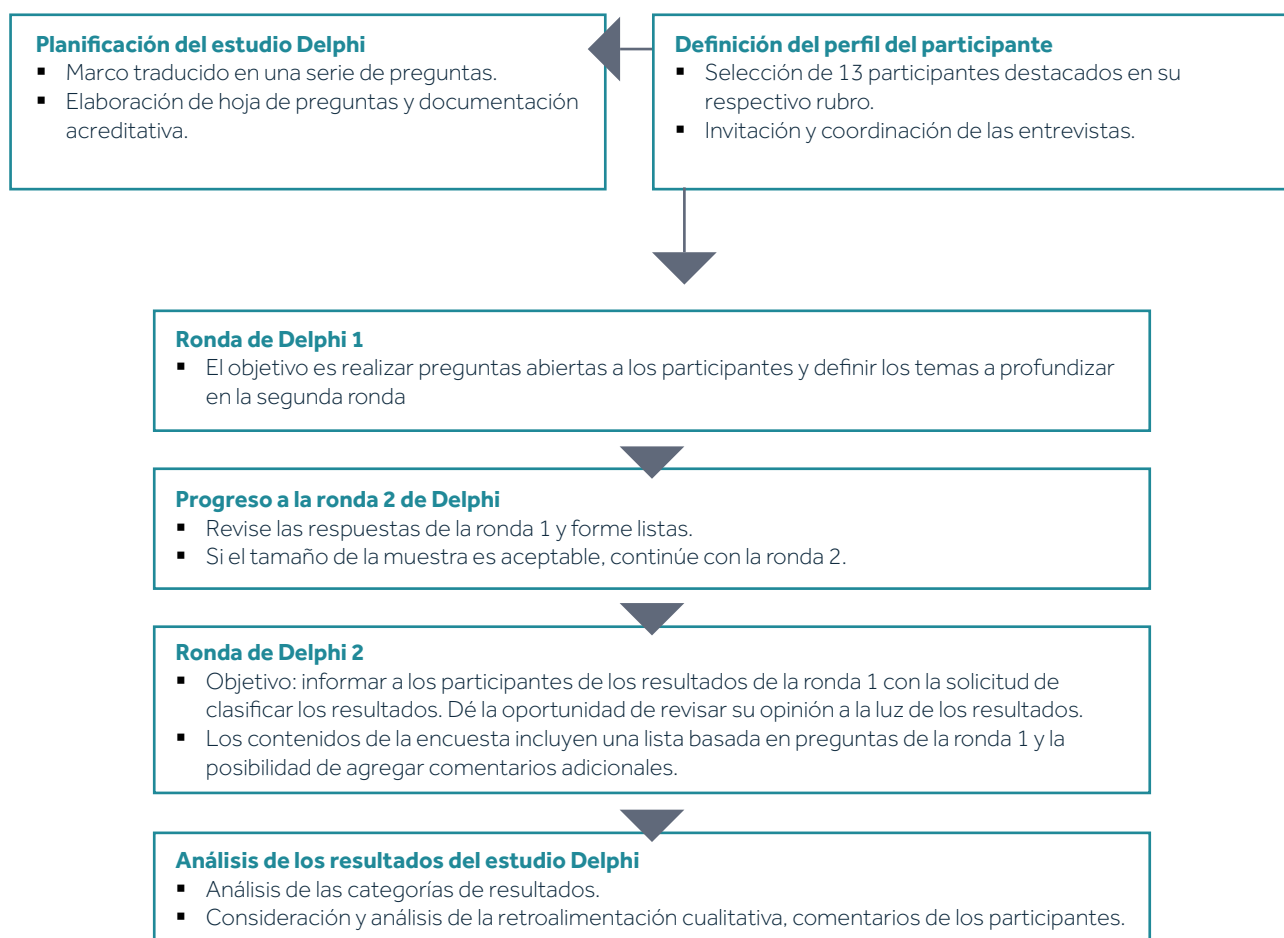 Planificación del estudio Delphi
▪ Marco traducido en una serie de preguntas.
▪ Elaboración de hoja de preguntas y documentación
acreditativa.
Definición del perfil del participante
▪ Selección de 13 participantes destacados en su
respectivo rubro.
▪ Invitación y coordinación de las entrevistas.
Ronda de Delphi 1
▪ El objetivo es realizar preguntas abiertas a los participantes y definir los temas a profundizar
en la segunda ronda
Progreso a la ronda 2 de Delphi
▪ Revise las respuestas de la ronda 1 y forme listas.
▪ Si el tamaño de la muestra es aceptable, continúe con la ronda 2.
Ronda de Delphi 2
▪ Objetivo: informar a los participantes de los resultados de la ronda 1 con la solicitud de
clasificar los resultados. Dé la oportunidad de revisar su opinión a la luz de los resultados.
▪ Los contenidos de la encuesta incluyen una lista basada en preguntas de la ronda 1 y la
posibilidad de agregar comentarios adicionales.
Análisis de los resultados del estudio Delphi
▪ Análisis de las categorías de resultados.
▪ Consideración y análisis de la retroalimentación cualitativa, comentarios de los participantes.